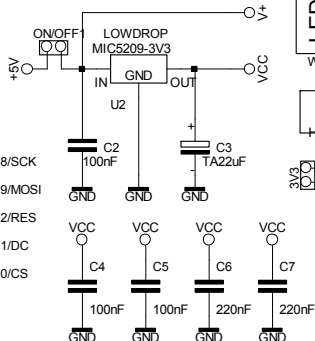 ON/OFF1
LOWDROP
MIC5209-3V3
V+
+5V
IN
GND
OUT
VCC
U2
C2
100nF
+
C3
TA22uF
-
GND
GND
GND
3V3
8/SCK
9/MOSI
2/RES
1/DC
0/CS
VCC
VCC
VCC
VCC
C4
C5
C6
C7
100nF
100nF
220nF
220nF
GND
GND
GND
GND